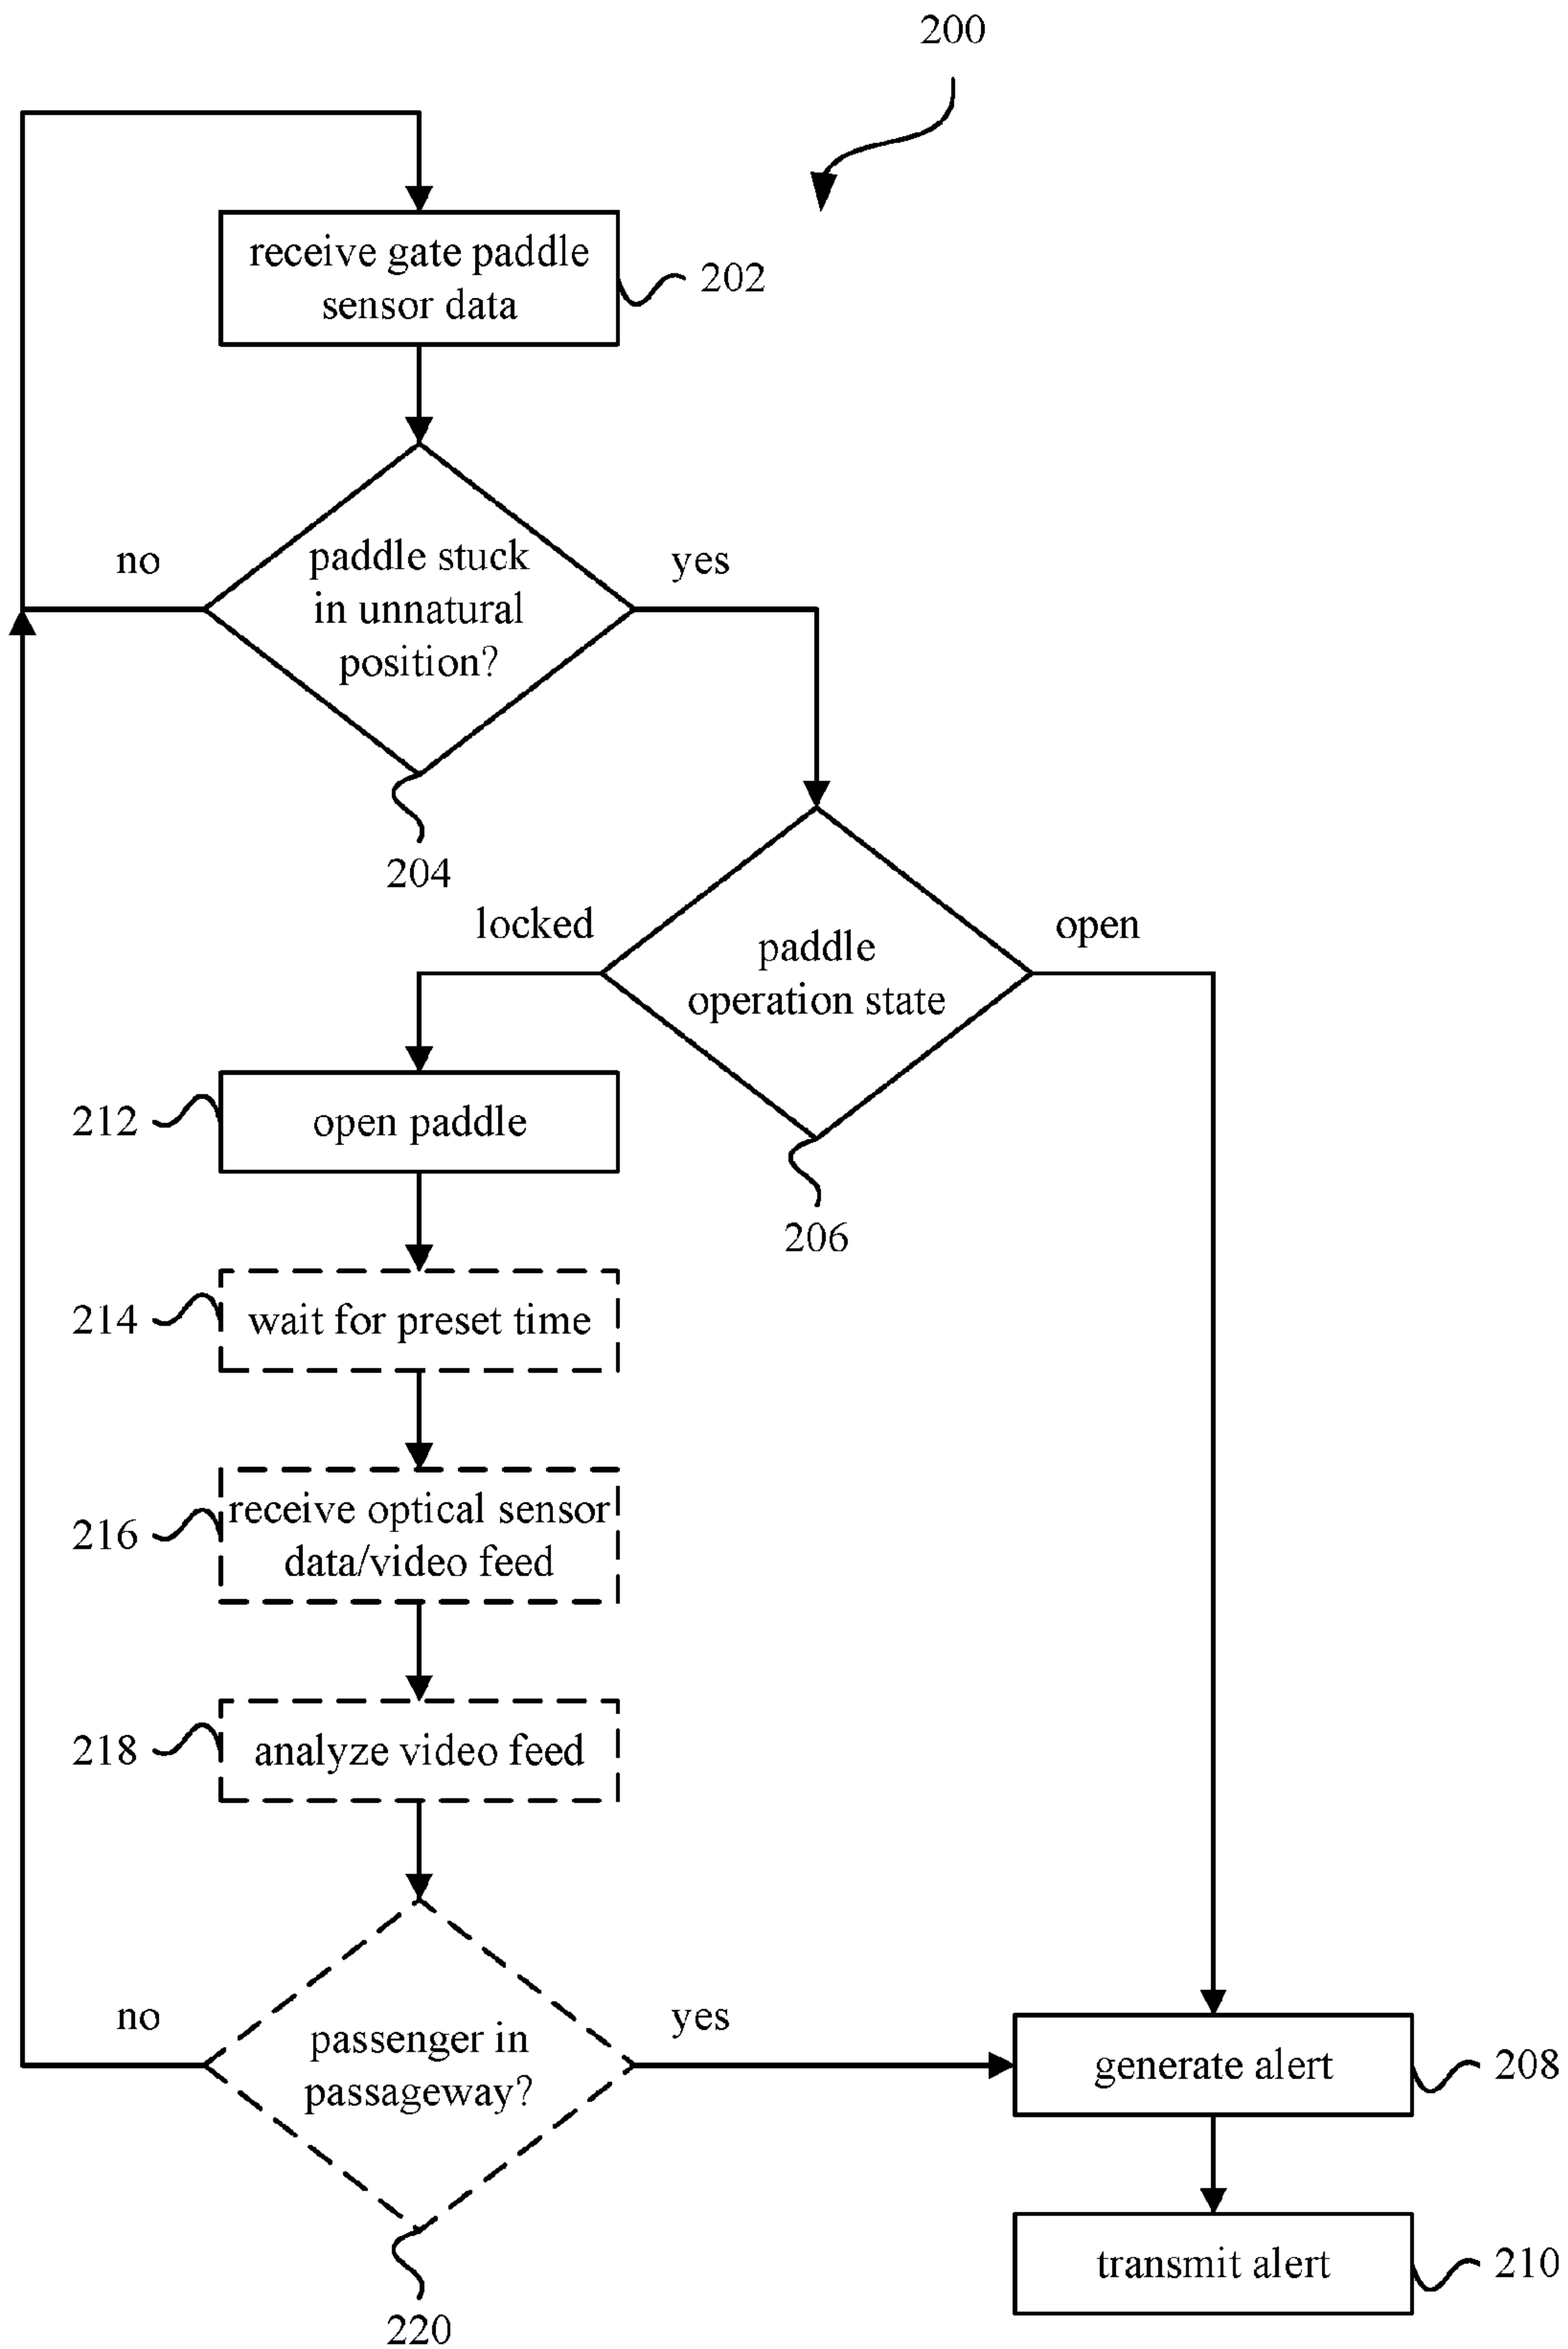 200
receive gate paddle
sensor data
202
no
paddle stuck
in unnatural
position?
yes
204
locked
paddle
operation state
open
206
212
open paddle
214
wait for preset time
216
receive optical sensor
data/video feed
218
analyze video feed
no
passenger in
passageway?
yes
220
generate alert
208
transmit alert
210